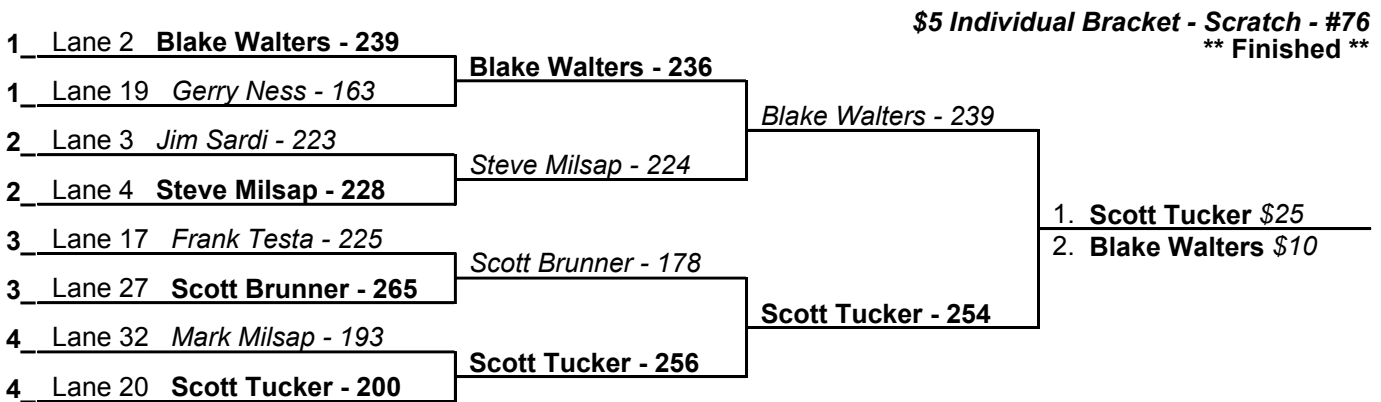 $5 Individual Bracket - Scratch - #76
** Finished **
1_ Lane 2 Blake Walters - 239
1_ Lane 19 Gerry Ness - 163
2_ Lane 3 Jim Sardi - 223
2_ Lane 4 Steve Milsap - 228
3_ Lane 17 Frank Testa - 225
3_ Lane 27 Scott Brunner - 265
4_ Lane 32 Mark Milsap - 193
4_ Lane 20 Scott Tucker - 200
Blake Walters - 236
Steve Milsap - 224
Scott Brunner - 178
Scott Tucker - 256
Blake Walters - 239
Scott Tucker - 254
1. Scott Tucker $25
2. Blake Walters $10